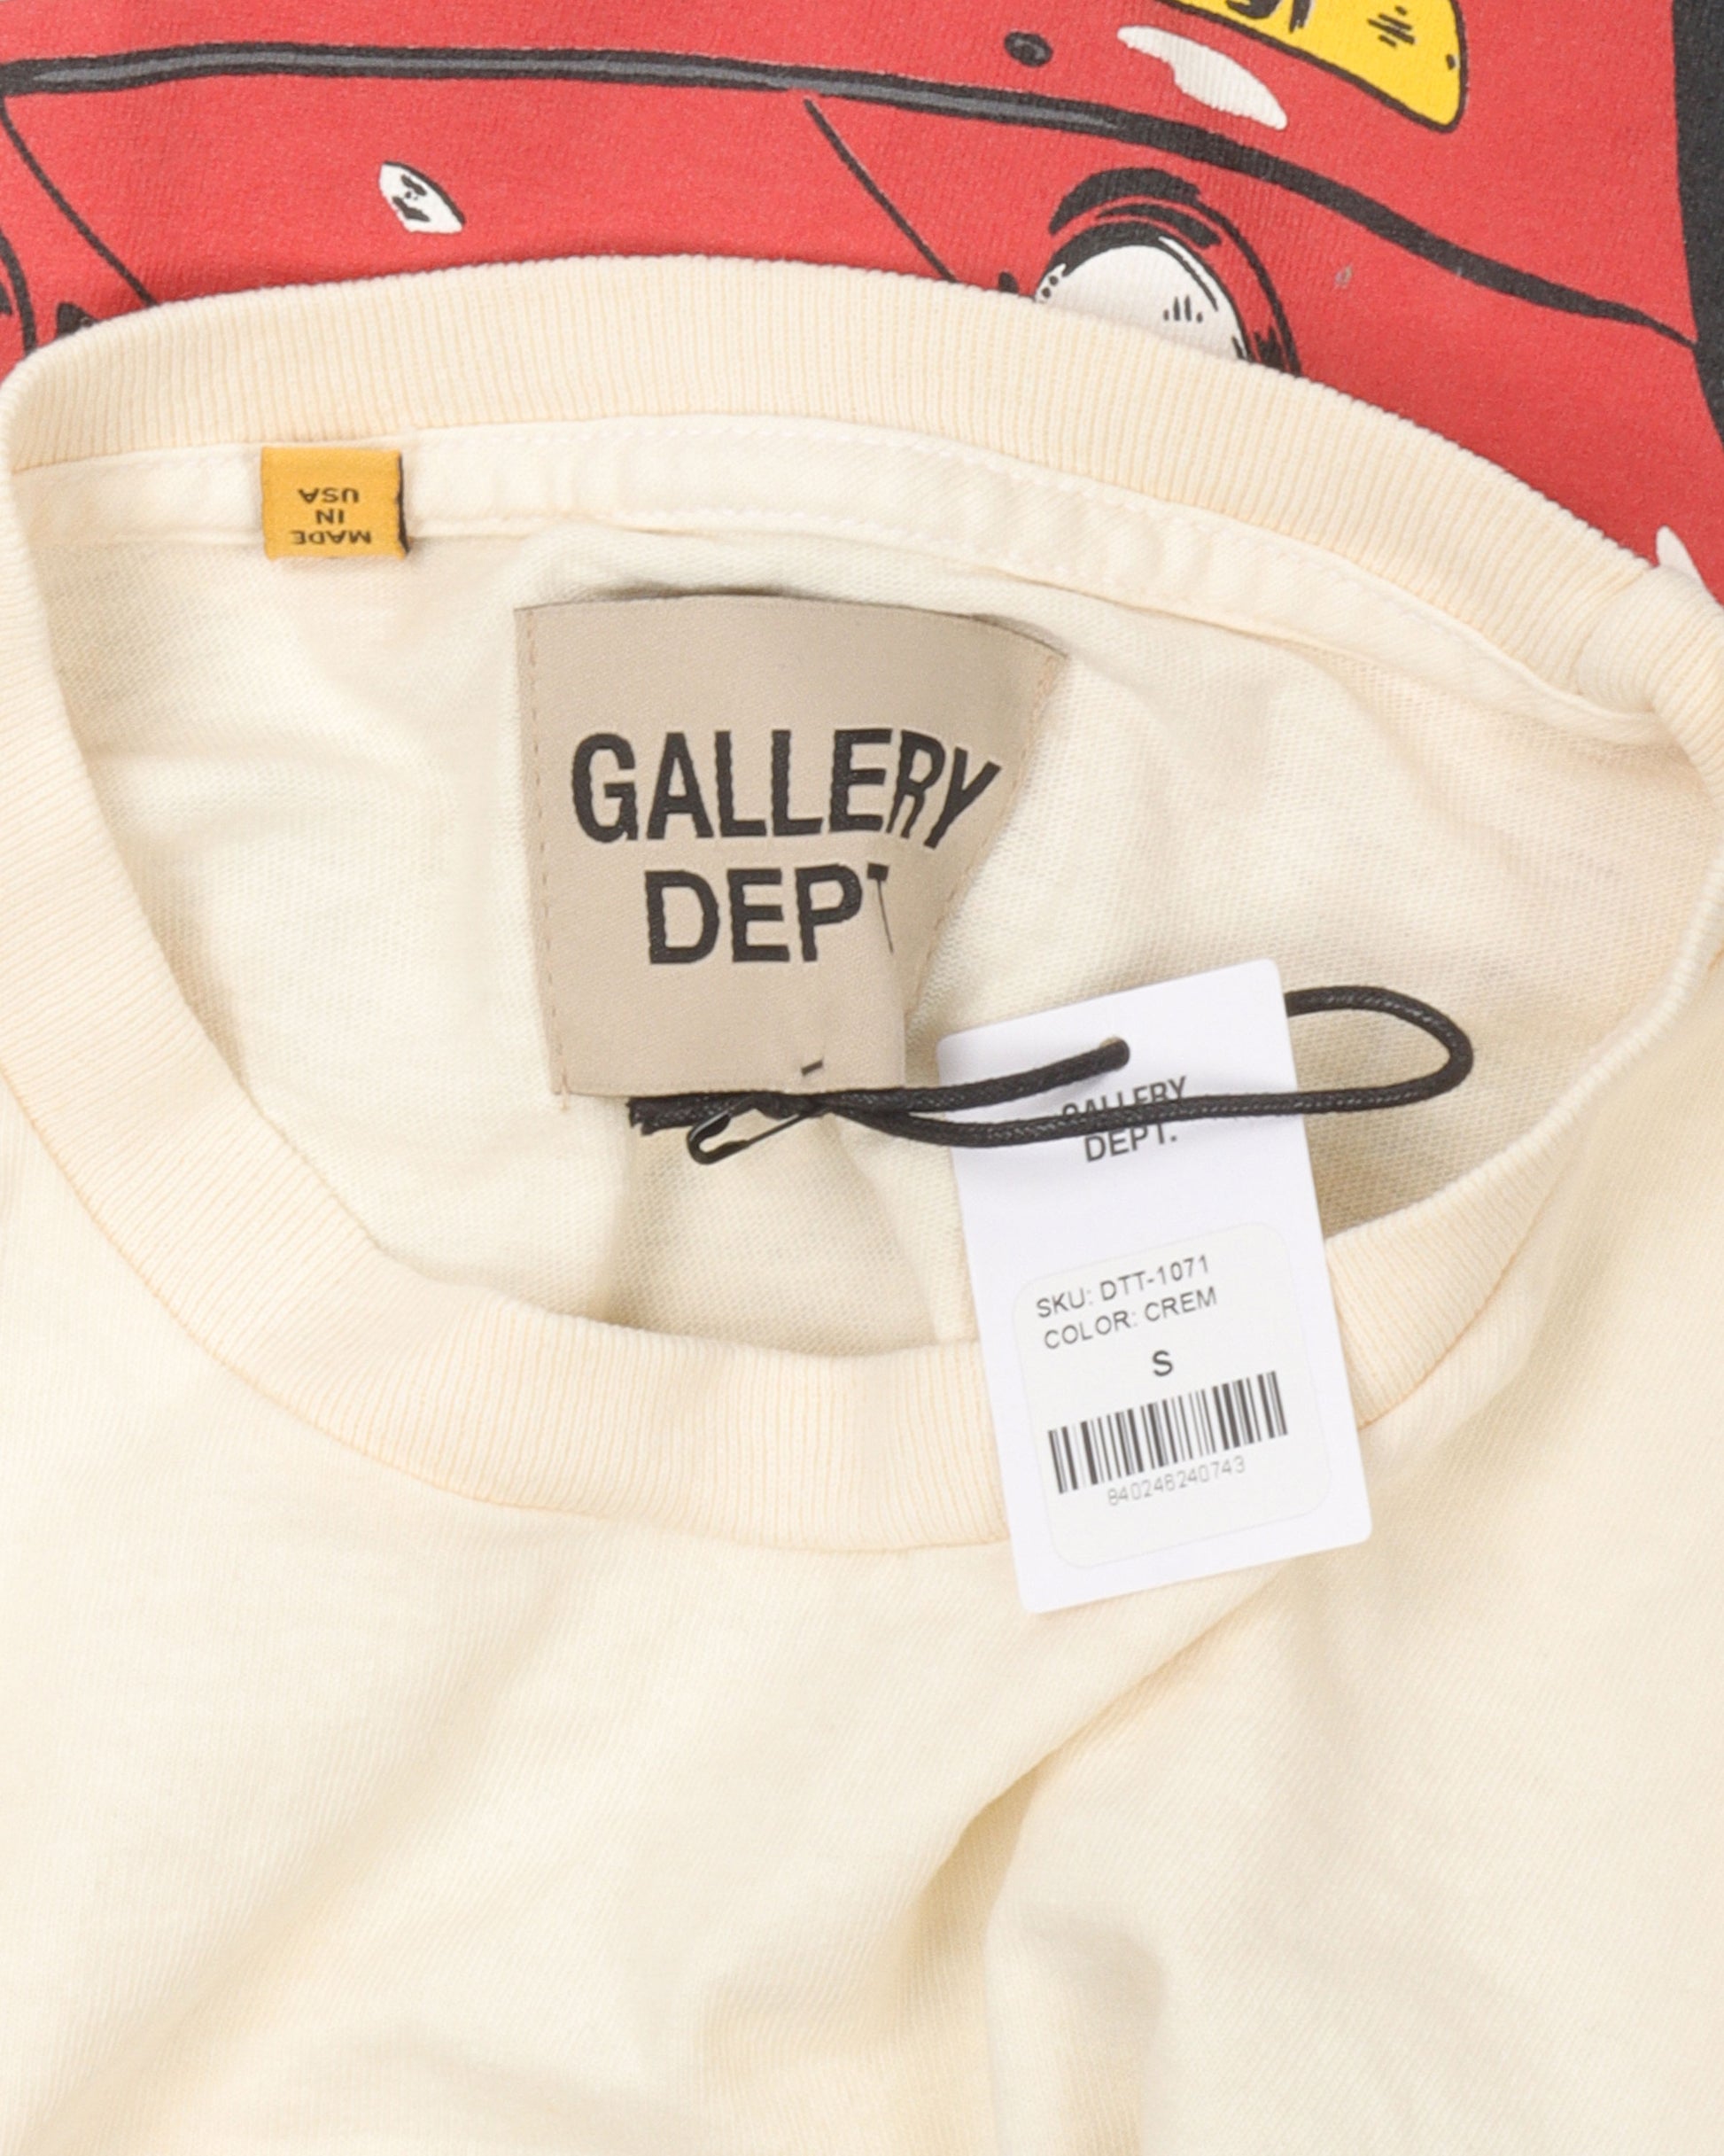 MADE
IN
USA
GALLERY
DEPT
GALLERY
DEPT.
SKU: DTT-1071
COLOR: CREM
S
840246240743